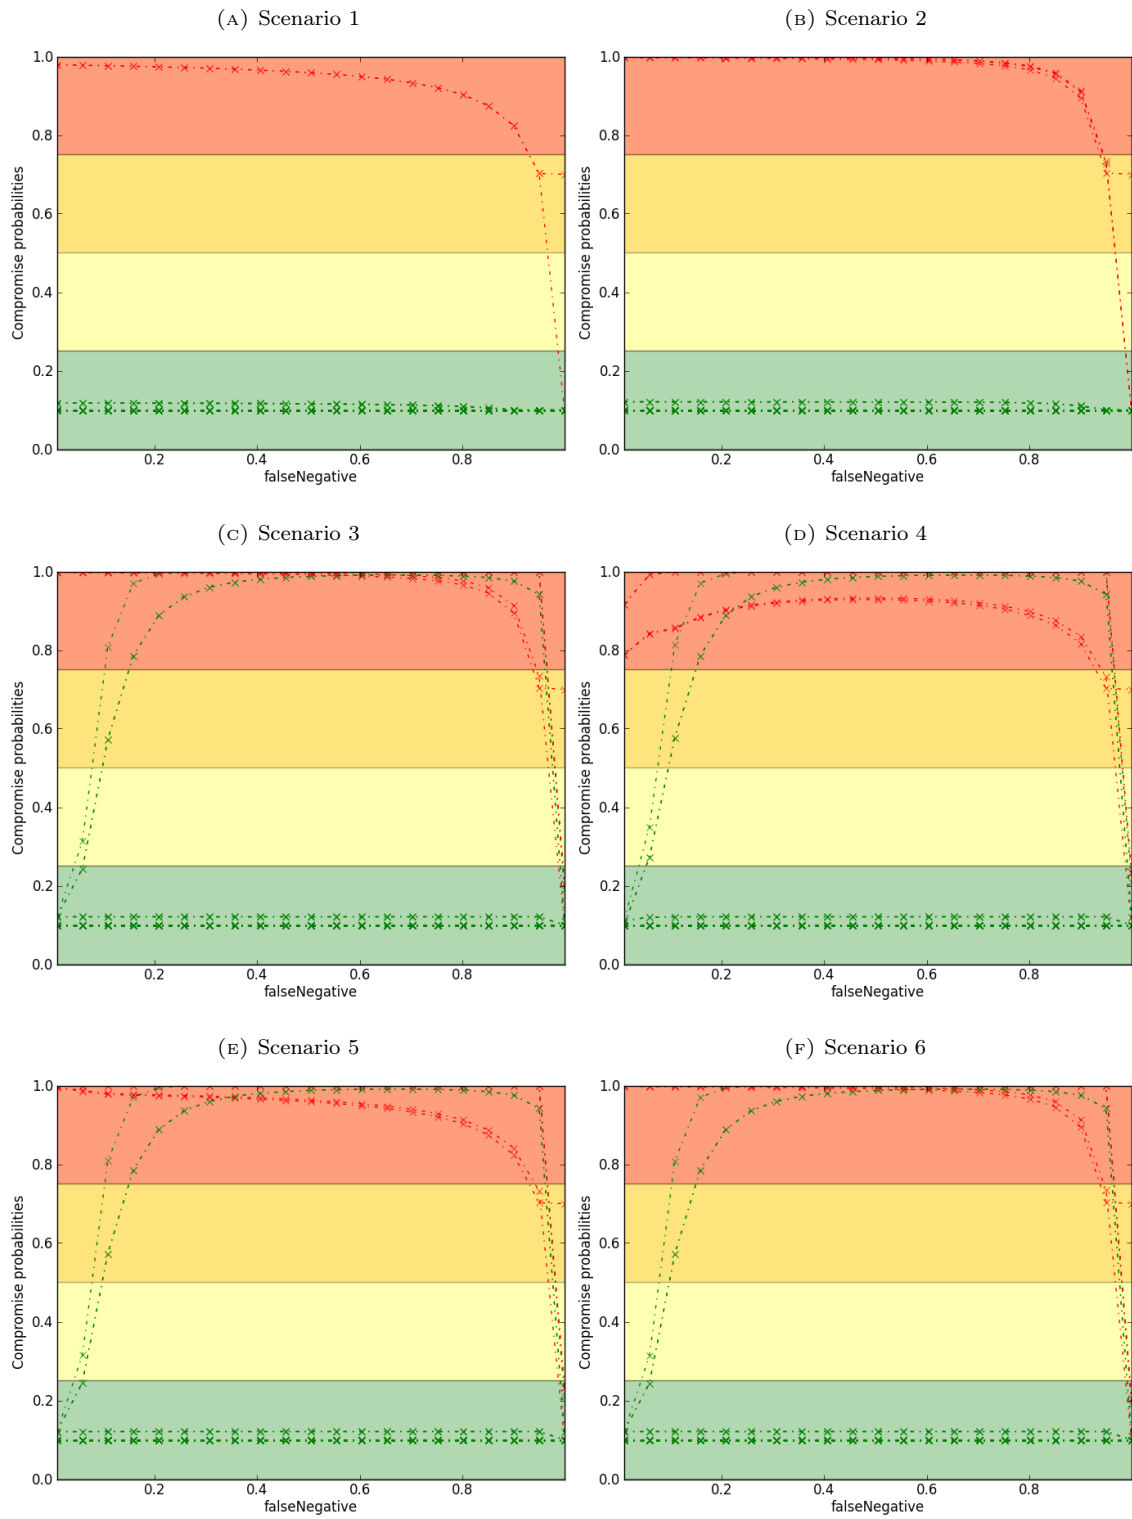 (A) Scenario 1
(B) Scenario 2
1.0
0.8
0.6
0.4
0.2
0.0
Compromise probabilities
0.2 0.4 0.6 0.8
falseNegative
1.0
0.8
0.6
0.4
0.2
0.0
Compromise probabilities
0.2 0.4 0.6 0.8
falseNegative
(C) Scenario 3
(D) Scenario 4
1.0
0.8
0.6
0.4
0.2
0.0
Compromise probabilities
0.2 0.4 0.6 0.8
falseNegative
1.0
0.8
0.6
0.4
0.2
0.0
Compromise probabilities
0.2 0.4 0.6 0.8
falseNegative
(E) Scenario 5
(F) Scenario 6
1.0
0.8
0.6
0.4
0.2
0.0
Compromise probabilities
0.2 0.4 0.6 0.8
falseNegative
1.0
0.8
0.6
0.4
0.2
0.0
Compromise probabilities
0.2 0.4 0.6 0.8
falseNegative